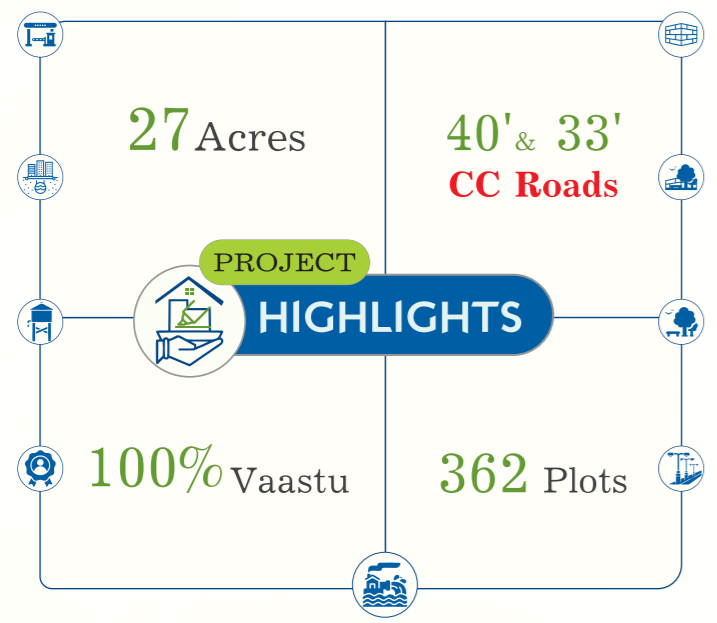 27 Acres
40'& 33'
CC Roads
PROJECT
HIGHLIGHTS
100% Vaastu
362 Plots